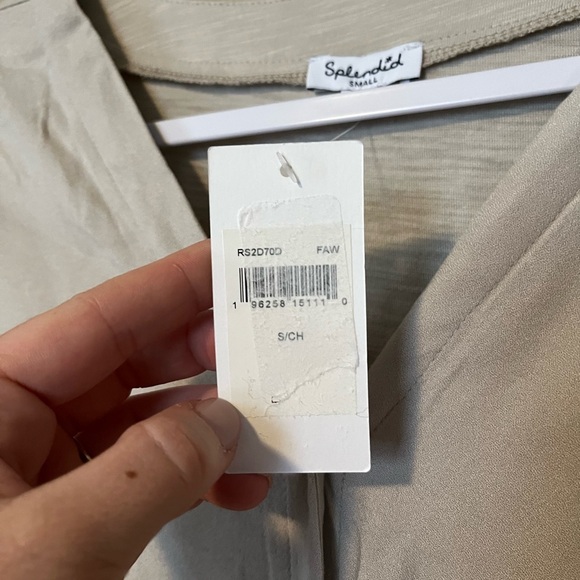 Splendid
SMALL
RS2D70D FAW
1 96258 15111 0
S/CH